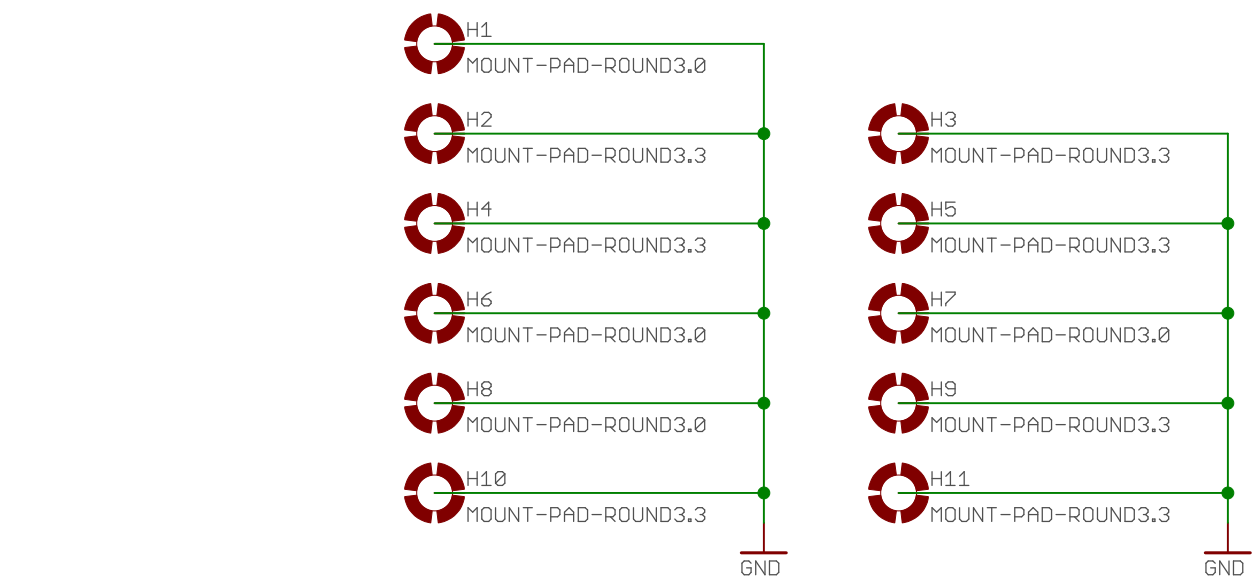 H1
MOUNT-PAD-ROUND3.0
H2
MOUNT-PAD-ROUND3.3
H4
MOUNT-PAD-ROUND3.3
H6
MOUNT-PAD-ROUND3.0
H8
MOUNT-PAD-ROUND3.0
H10
MOUNT-PAD-ROUND3.3
GND
H3
MOUNT-PAD-ROUND3.3
H5
MOUNT-PAD-ROUND3.3
H7
MOUNT-PAD-ROUND3.0
H9
MOUNT-PAD-ROUND3.3
H11
MOUNT-PAD-ROUND3.3
GND